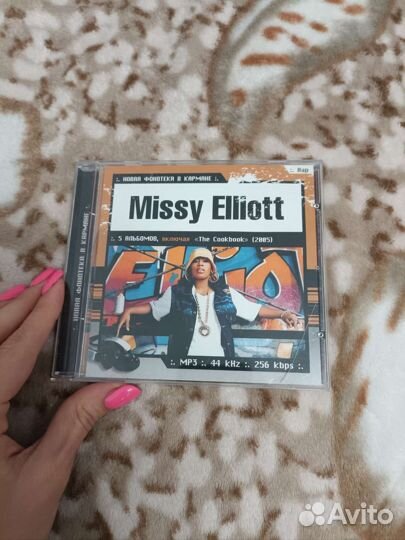 :. Rap
.: НОВАЯ ФОНОТЕКА В КАРМАНЕ :.
Missy Elliott
:. 5 АЛЬБОМОВ, включая «The Cookbook» (2005)
:. MP3 :. 44 kHz :. 256 kbps :.
НОВАЯ ФОНОТЕКА В КАРМАНЕ
Avito